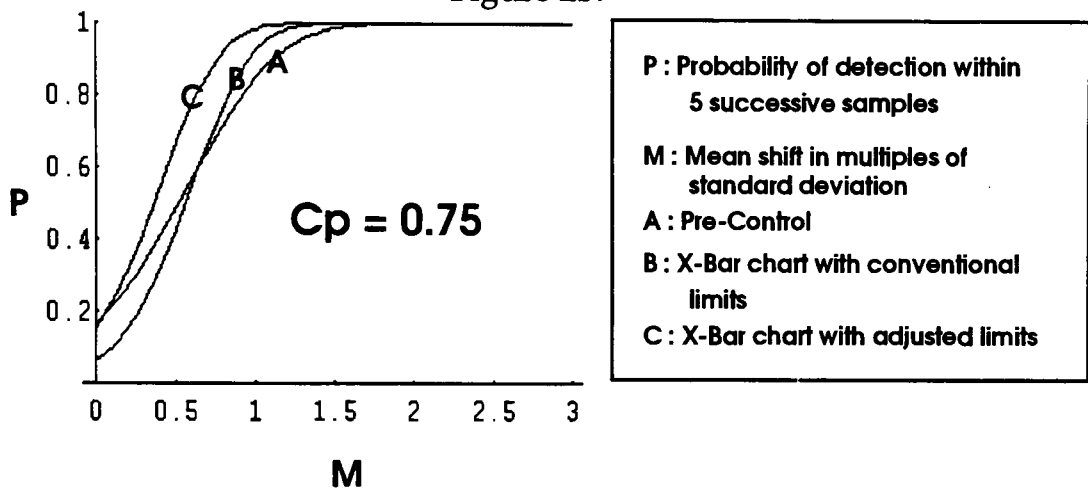 1
0.8
0.6
0.4
0.2
P
C
B
A
Cp = 0.75
0 0.5 1 1.5 2 2.5 3
M
P : Probability of detection within
5 successive samples
M : Mean shift in multiples of
standard deviation
A : Pre-Control
B : X-Bar chart with conventional
limits
C : X-Bar chart with adjusted limits